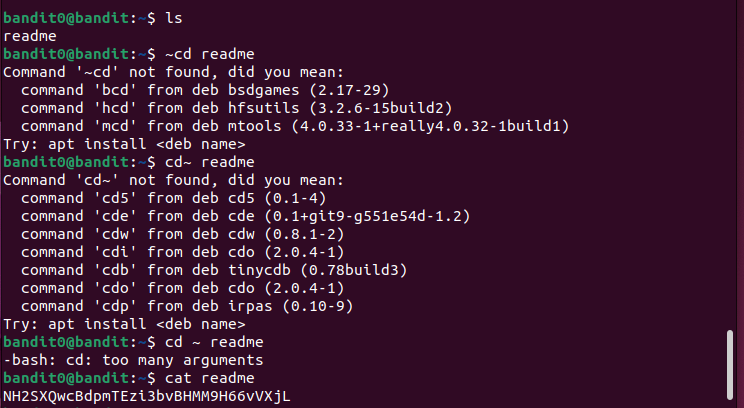 bandit0@bandit:~$ ls
readme
bandit0@bandit:~$ ~cd readme
Command '~cd' not found, did you mean:
  command 'bcd' from deb bsdgames (2.17-29)
  command 'hcd' from deb hfsutils (3.2.6-15build2)
  command 'mcd' from deb mtools (4.0.33-1+really4.0.32-1build1)
Try: apt install <deb name>
bandit0@bandit:~$ cd~ readme
Command 'cd~' not found, did you mean:
  command 'cd5' from deb cd5 (0.1-4)
  command 'cde' from deb cde (0.1+git9-g551e54d-1.2)
  command 'cdw' from deb cdw (0.8.1-2)
  command 'cdi' from deb cdo (2.0.4-1)
  command 'cdb' from deb tinycdb (0.78build3)
  command 'cdo' from deb cdo (2.0.4-1)
  command 'cdp' from deb irpas (0.10-9)
Try: apt install <deb name>
bandit0@bandit:~$ cd ~ readme
-bash: cd: too many arguments
bandit0@bandit:~$ cat readme
NH2SXQwcBdpmTEzi3bvBHMM9H66vVXjL